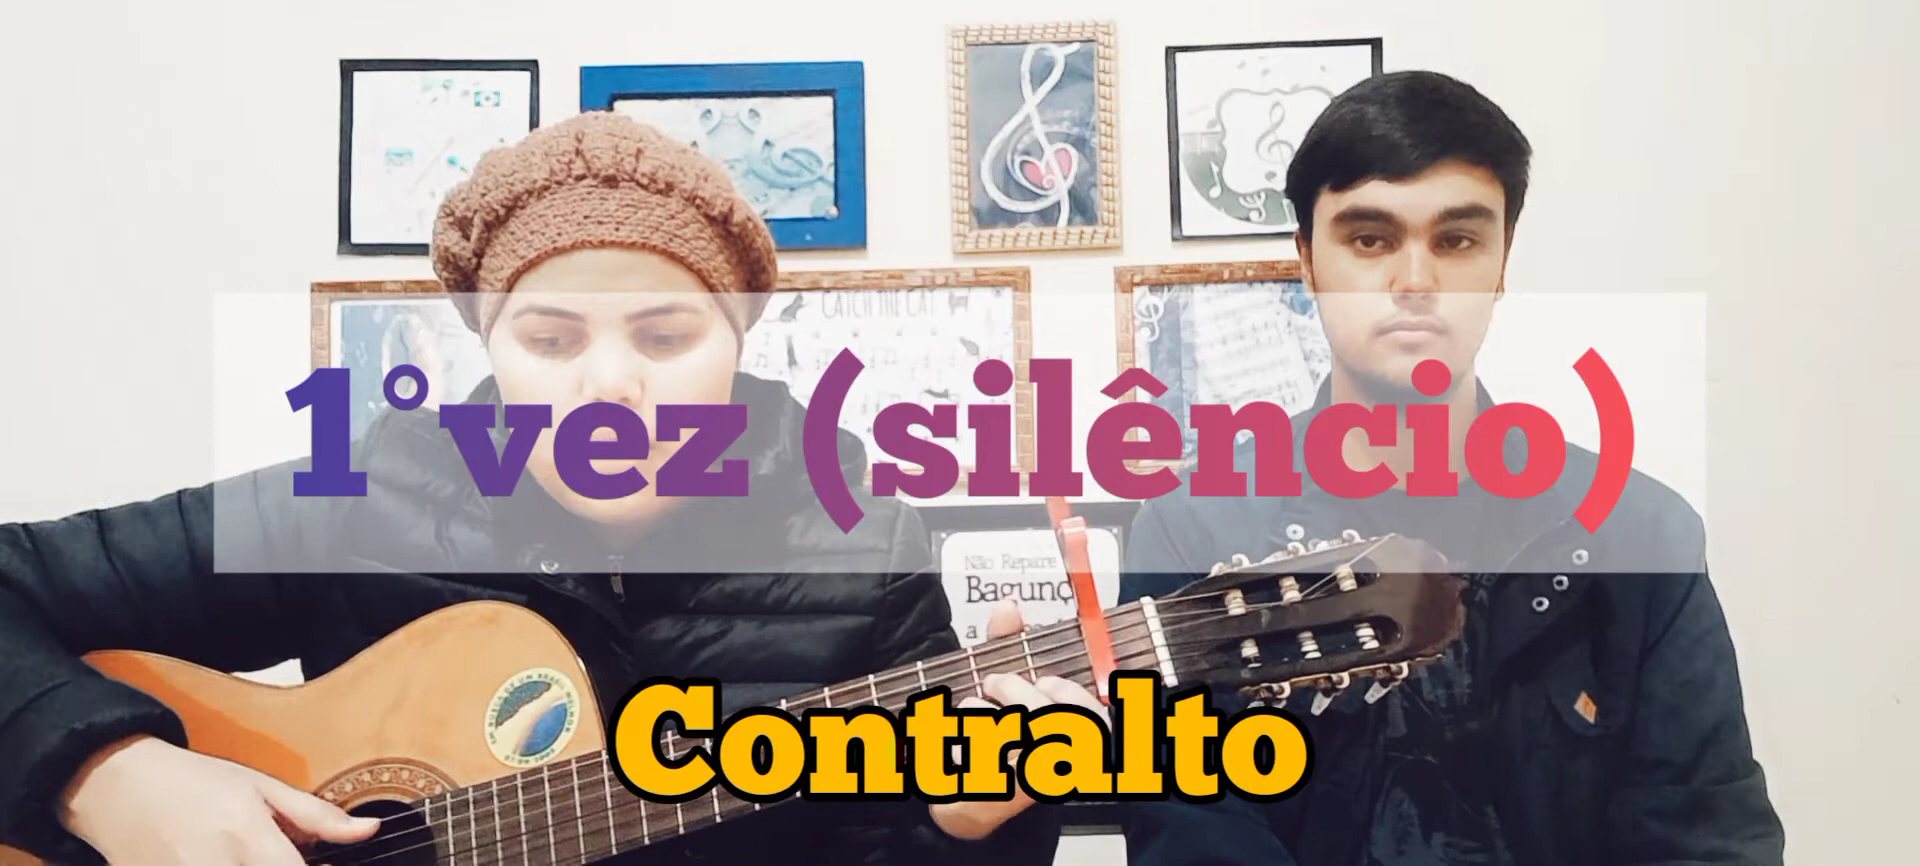 CATCH THE CAT
1°vez (silêncio)
Não Repare
Bagunç
a
Contralto